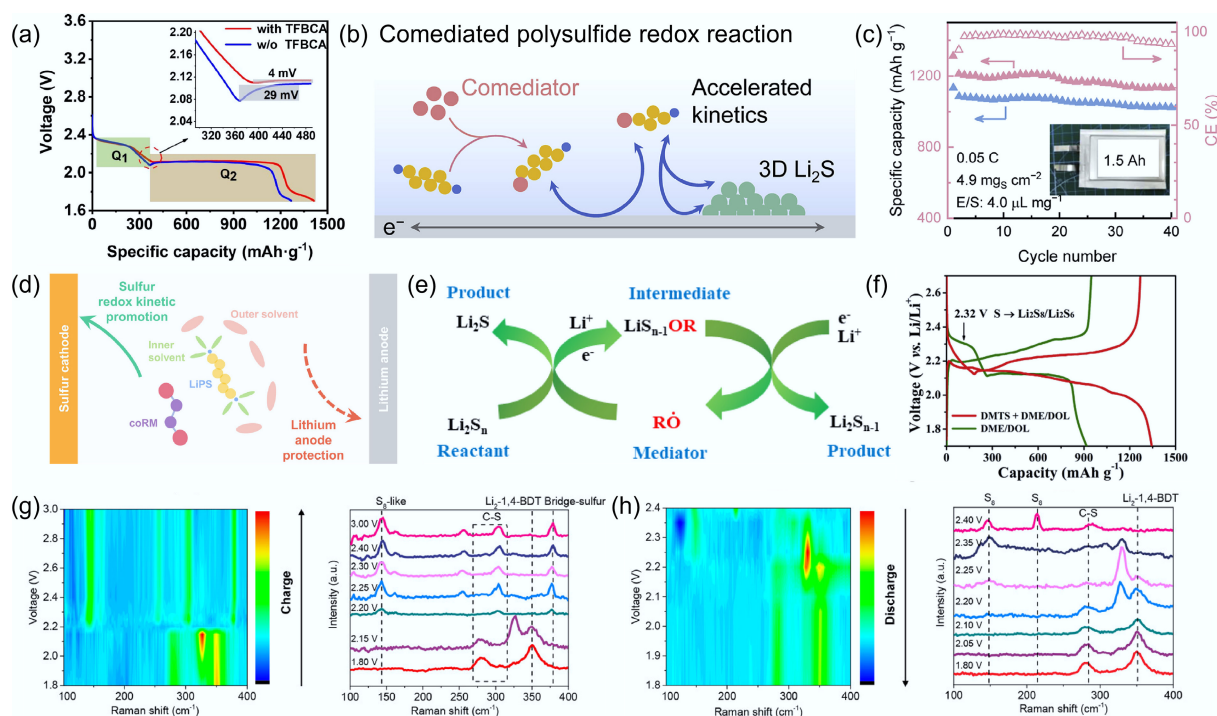 (a)
with TFBCA
w/o TFBCA
4 mV
29 mV
2.20
2.16
2.12
2.08
2.04
320 360 400 440 480
Voltage (V)
3.6
3.2
2.8
2.4
2.0
1.6
Q1
Q2
0 300 600 900 1200 1500
Specific capacity (mAh·g⁻¹)
(b) Comediated polysulfide redox reaction
Comediator
Accelerated
kinetics
3D Li₂S
e⁻
(c)
Specific capacity (mAh g⁻¹)
1200
1000
800
600
400
100
50
0
CE (%)
0.05 C
4.9 mgS cm⁻²
E/S: 4.0 μL mg⁻¹
1.5 Ah
0 10 20 30 40
Cycle number
(d)
Sulfur cathode
Sulfur
redox kinetic
promotion
Outer solvent
Inner
solvent
LiPS
coRM
Lithium
anode
protection
Lithium anode
(e)
Product
Intermediate
Li₂S
Li⁺
e⁻
LiSn-1OR
e⁻
Li⁺
Li₂Sn
RȮ
Li₂Sn-1
Reactant
Mediator
Product
(f)
Voltage (V vs. Li/Li⁺)
2.6
2.4
2.2
2.0
1.8
2.32 V S → Li₂S₈/Li₂S₆
DMTS + DME/DOL
DME/DOL
0 300 600 900 1200 1500
Capacity (mAh g⁻¹)
(g)
Voltage (V)
3.0
2.8
2.6
2.4
2.2
2.0
1.8
100 200 300 400
Raman shift (cm⁻¹)
Charge
Intensity (a.u.)
S₈-like
Li₂-1,4-BDT Bridge-sulfur
C-S
3.00 V
2.40 V
2.30 V
2.25 V
2.20 V
2.15 V
1.80 V
100 150 200 250 300 350 400
Raman shift (cm⁻¹)
(h)
Voltage (V)
2.4
2.3
2.2
2.1
2.0
1.9
1.8
100 200 300 400
Raman shift (cm⁻¹)
Discharge
Intensity (a.u.)
S₈
S₈
Li₂-1,4-BDT
C-S
2.40 V
2.35 V
2.25 V
2.20 V
2.10 V
2.05 V
1.80 V
100 150 200 250 300 350 400
Raman shift (cm⁻¹)